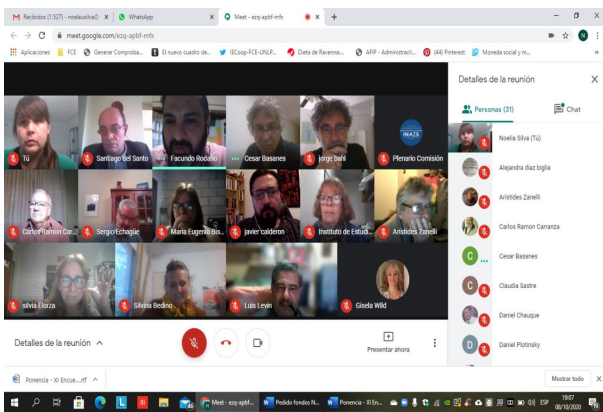 Recibidos (1.527) - noelausilva@
WhatsApp
Meet - ezq-apbf-mfx
meet.google.com/ezq-apbf-mfx
Aplicaciones
FCE
Generar Comproba...
El nuevo cuadro de...
IECoop-FCE-UNLP...
Dieta de Ravenna...
AFIP - Administracii...
(44) Pinterest
Moneda social y m...
Detalles de la reunión
Personas (31)
Chat
Tú
Santiago del Santo
Facundo Rodano
Cesar Basanes
jorge bahl
INAES
Plenario Comisión
Carlos Ramon Car...
Sergio Echagüe
Maria Eugenia Bis...
javier calderon
Instituto de Estudi...
Aristides Zanelli
silvia Elorza
Silvina Bedino
Luis Levin
Gisela Wild
Noelia Silva (Tú)
Alejandra diaz biglia
Aristides Zanelli
Carlos Ramon Carranza
C
Cesar Basanes
C
Claudia Sastre
Daniel Chauque
D
Daniel Plotinsky
Detalles de la reunión
Presentar ahora
Ponencia - XI Encue....rtf
Mostrar todo
Meet - ezq-apbf...
Pedido fondos N...
Ponencia - XI En...
ESP
19:07
08/10/2020